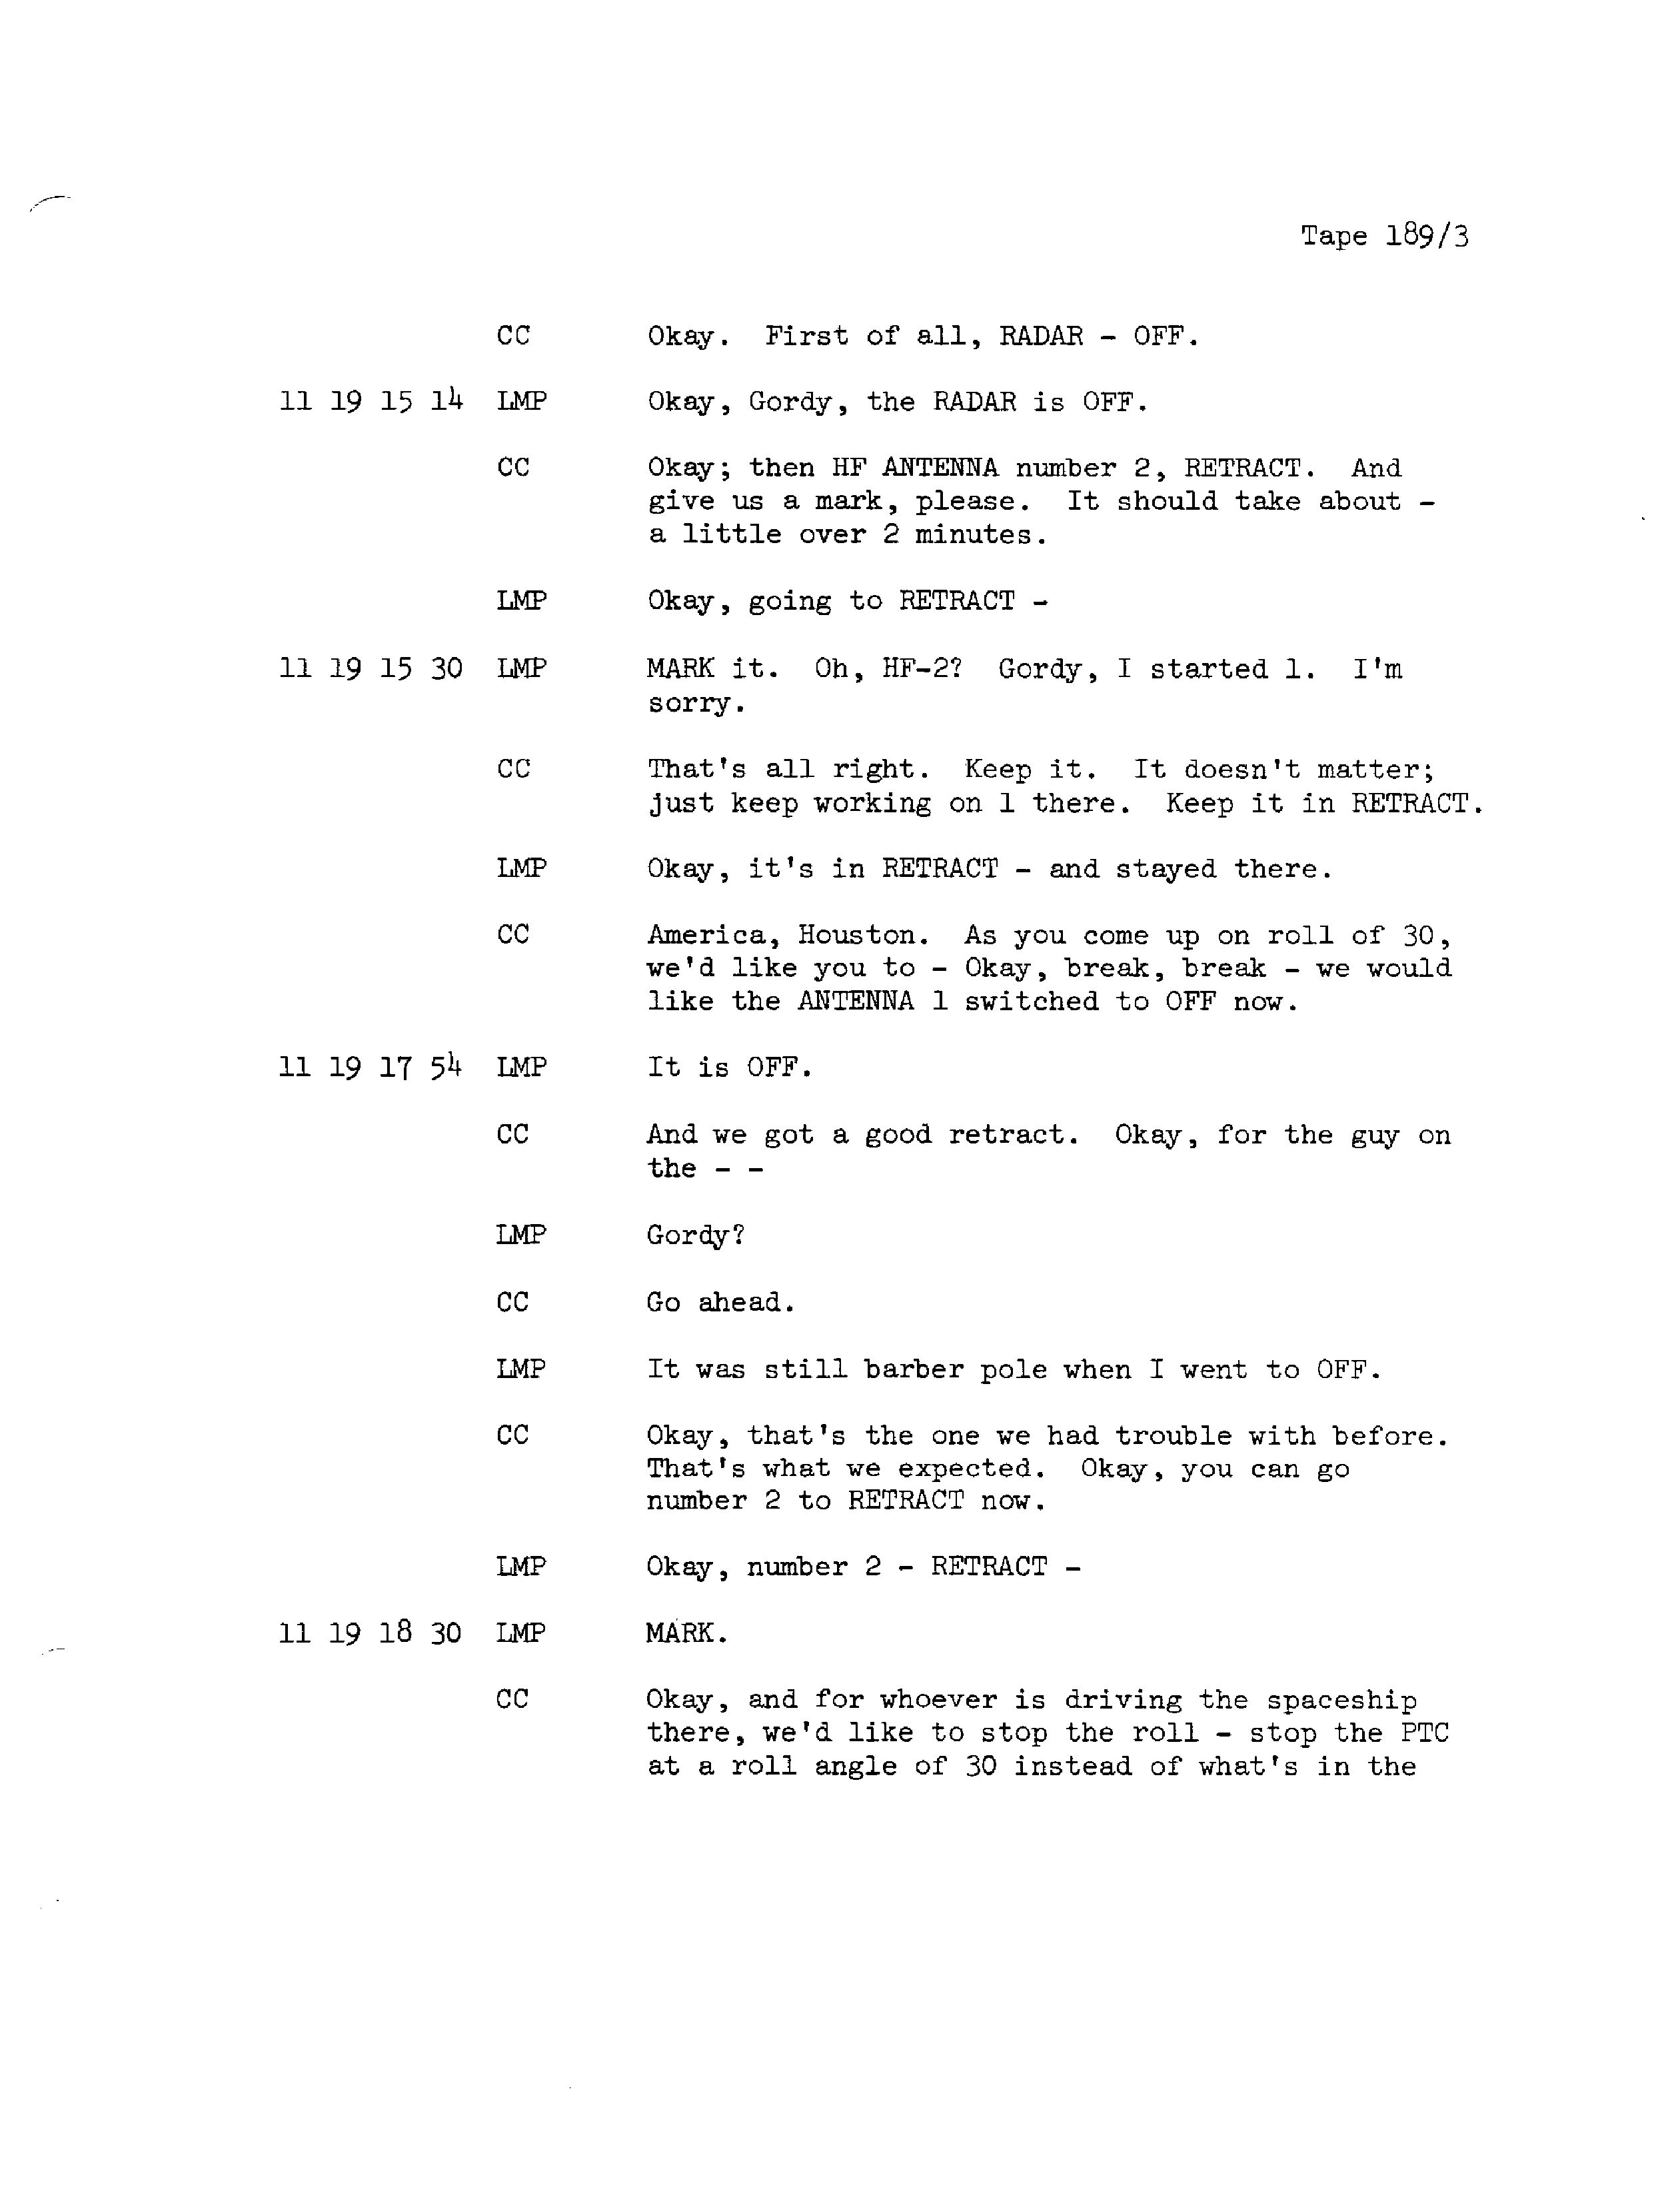 Tape 189/3
CC Okay. First of all, RADAR - OFF.
11 19 15 14 LMP Okay, Gordy, the RADAR is OFF.
CC Okay; then HF ANTENNA number 2, RETRACT. And
give us a mark, please. It should take about -
a little over 2 minutes.
LMP Okay, going to RETRACT -
11 19 15 30 LMP MARK it. Oh, HF-2? Gordy, I started 1. I'm
sorry.
CC That's all right. Keep it. It doesn't matter;
just keep working on 1 there. Keep it in RETRACT.
LMP Okay, it's in RETRACT - and stayed there.
CC America, Houston. As you come up on roll of 30,
we'd like you to - Okay, break, break - we would
like the ANTENNA 1 switched to OFF now.
11 19 17 54 LMP It is OFF.
CC And we got a good retract. Okay, for the guy on
the - -
LMP Gordy?
CC Go ahead.
LMP It was still barber pole when I went to OFF.
CC Okay, that's the one we had trouble with before.
That's what we expected. Okay, you can go
number 2 to RETRACT now.
LMP Okay, number 2 - RETRACT -
11 19 18 30 LMP MARK.
CC Okay, and for whoever is driving the spaceship
there, we'd like to stop the roll - stop the PTC
at a roll angle of 30 instead of what's in the